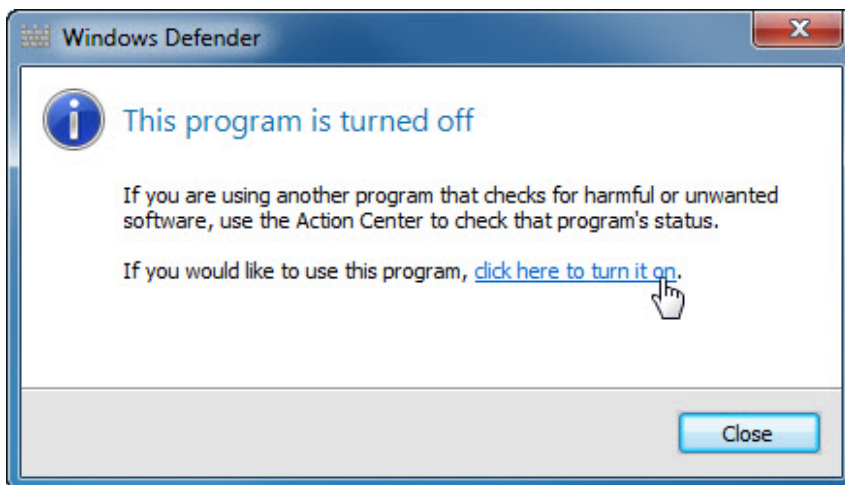 Windows Defender
This program is turned off
If you are using another program that checks for harmful or unwanted
software, use the Action Center to check that program's status.
If you would like to use this program, click here to turn it on.
Close